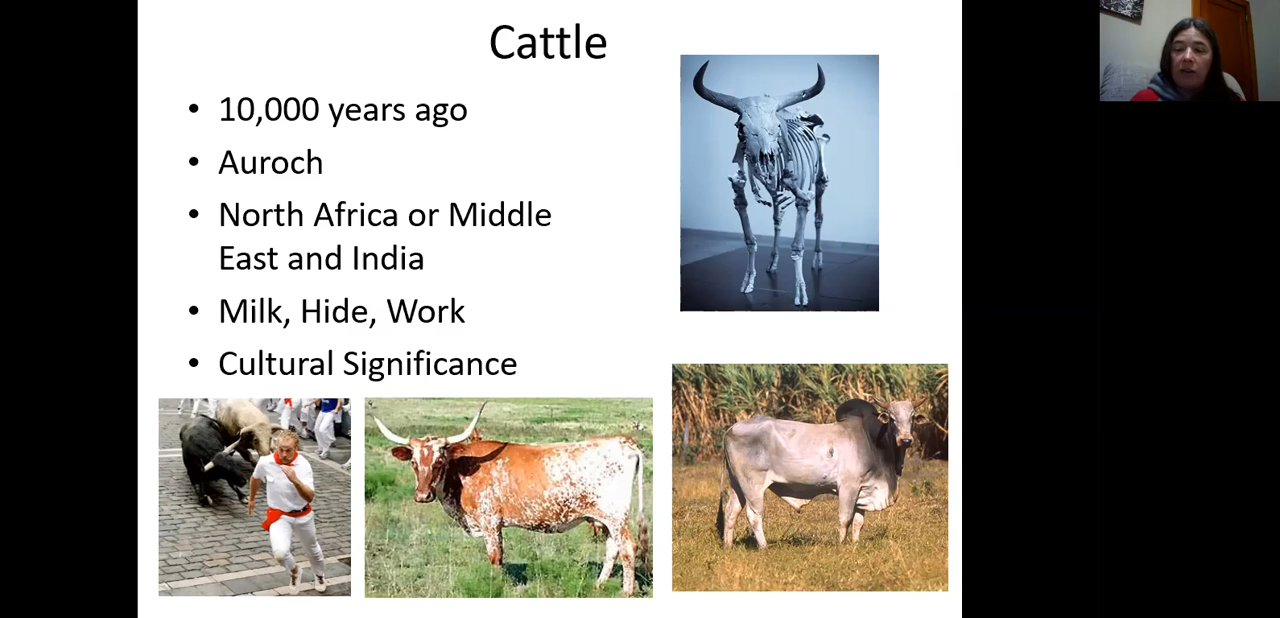 Cattle
• 10,000 years ago
• Auroch
• North Africa or Middle
East and India
• Milk, Hide, Work
• Cultural Significance